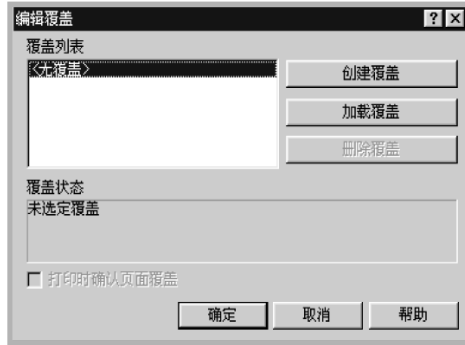 编辑覆盖
覆盖列表
<无覆盖>
创建覆盖
加载覆盖
删除覆盖
覆盖状态
未选定覆盖
打印时确认页面覆盖
确定 取消 帮助